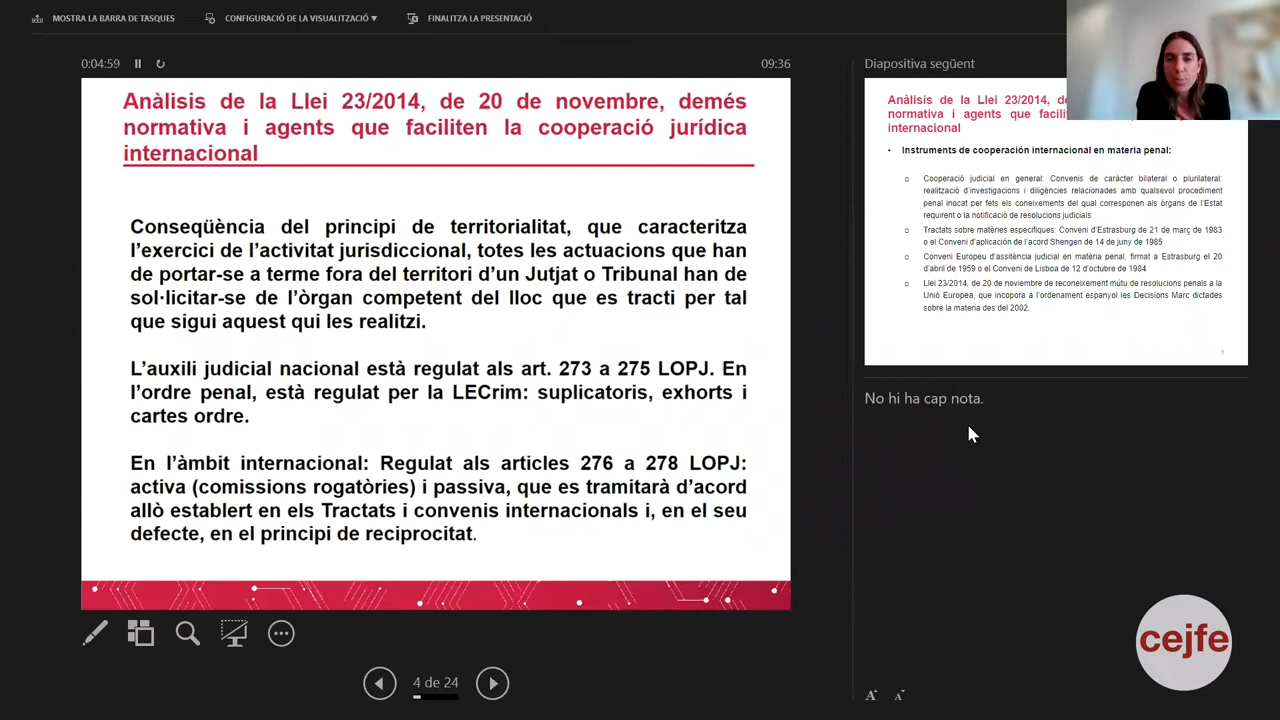 MOSTRA LA BARRA DE TASQUES
CONFIGURACIÓ DE LA VISUALITZACIÓ ▼
FINALITZA LA PRESENTACIÓ
0:04:59
09:36
Anàlisis de la Llei 23/2014, de 20 de novembre, demés
normativa i agents que faciliten la cooperació jurídica
internacional
Conseqüència del principi de territorialitat, que caracteritza
l'exercici de l'activitat jurisdiccional, totes les actuacions que han
de portar-se a terme fora del territori d'un Jutjat o Tribunal han de
sol·licitar-se de l'òrgan competent del lloc que es tracti per tal
que sigui aquest qui les realitzi.
L'auxili judicial nacional està regulat als art. 273 a 275 LOPJ. En
l'ordre penal, està regulat per la LECrim: suplicatoris, exhorts i
cartes ordre.
En l'àmbit internacional: Regulat als articles 276 a 278 LOPJ:
activa (comissions rogatòries) i passiva, que es tramitarà d'acord
allò establert en els Tractats i convenis internacionals i, en el seu
defecte, en el principi de reciprocitat.
4 de 24
Diapositiva següent
Anàlisis de la Llei 23/2014, de
normativa i agents que
internacional
• Instruments de cooperación internacional en materia penal:
o Cooperació judicial en general: Convenis de caràcter bilateral o plurilateral:
realització d'investigacions i diligències relacionades amb qualsevol procediment
penal inocat per fets els coneixements del qual corresponen als òrgans de l'Estat
requirent o la notificació de resolucions judicials.
o Tractats sobre matèries específiques: Conveni d'Estrasburg de 21 de març de 1983
o el Conveni d'aplicación de l'acord Shengen de 14 de juny de 1985
o Conveni Europeu d'assitència judicial en matèria penal, firmat a Estrasburg el 20
d'abril de 1959 o el Conveni de Lisboa de 12 d'octubre de 1984
o Llei 23/2014, de 20 de noviembre de reconeixement mútu de resolucions penals a la
Unió Europea, que incopora a l'ordenament espanyol les Decisions Marc dictades
sobre la materia des del 2002.
5
No hi ha cap nota.
cejfe
A A